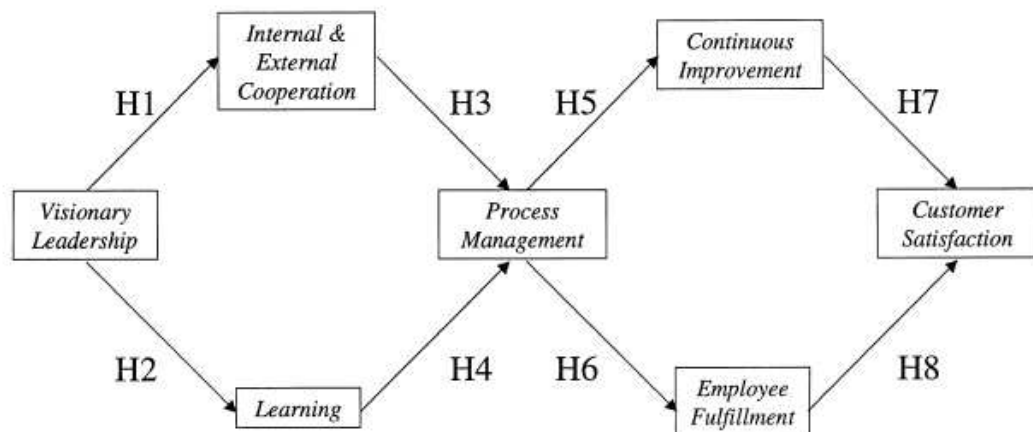 Internal &
External
Cooperation
Continuous
Improvement
H1
H3
H5
H7
Visionary
Leadership
Process
Management
Customer
Satisfaction
H2
H4
H6
H8
Learning
Employee
Fulfillment